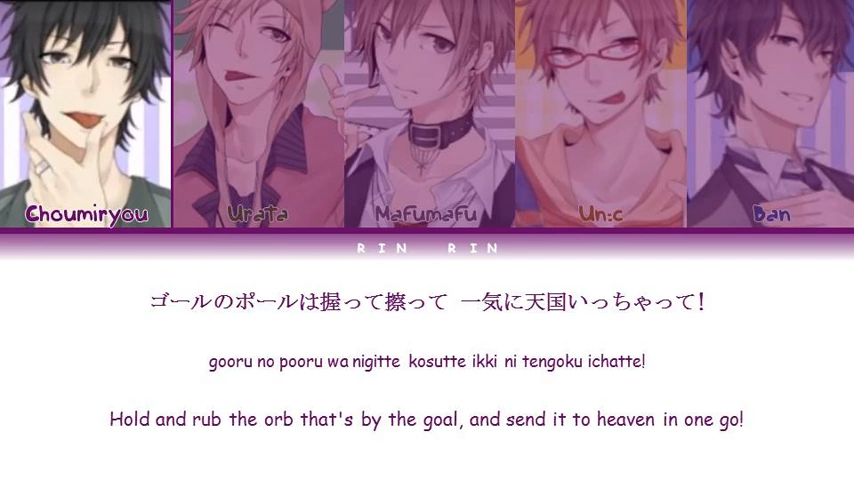 Choumiryou Urata Mafumafu Un:c Ban
RIN RIN
ゴールのポールは握って擦って 一気に天国いっちゃって!
gooru no pooru wa nigitte kosutte ikki ni tengoku ichatte!
Hold and rub the orb that's by the goal, and send it to heaven in one go!